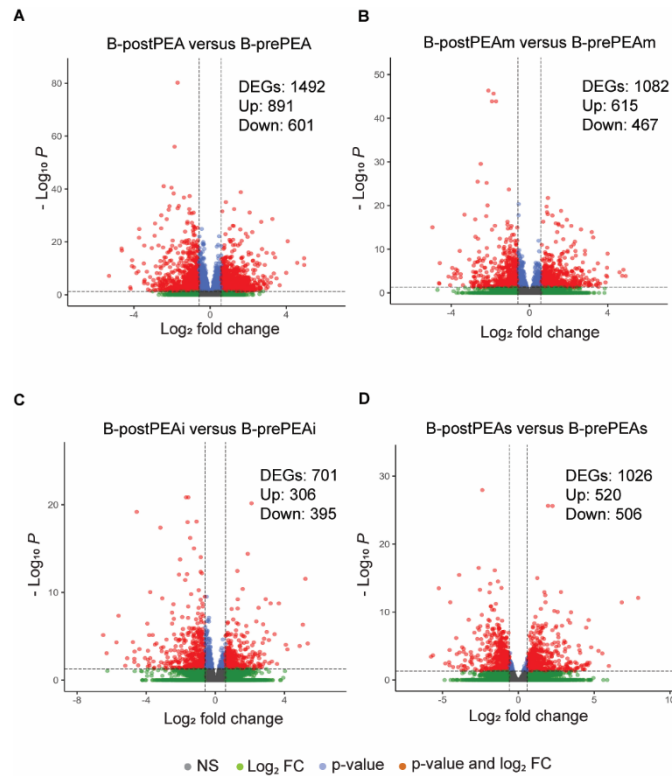 A
B-postPEA versus B-prePEA
DEGs: 1492
Up: 891
Down: 601
80
60
40
20
0
- Log₁₀ P
-4
0
4
Log₂ fold change
B
B-postPEAm versus B-prePEAm
DEGs: 1082
Up: 615
Down: 467
50
40
30
20
10
0
- Log₁₀ P
-4
0
4
Log₂ fold change
C
B-postPEAi versus B-prePEAi
DEGs: 701
Up: 306
Down: 395
20
10
0
- Log₁₀ P
-8
-4
0
4
Log₂ fold change
D
B-postPEAs versus B-prePEAs
DEGs: 1026
Up: 520
Down: 506
30
20
10
0
- Log₁₀ P
-5
0
5
10
Log₂ fold change
NS Log₂ FC p-value p-value and log₂ FC